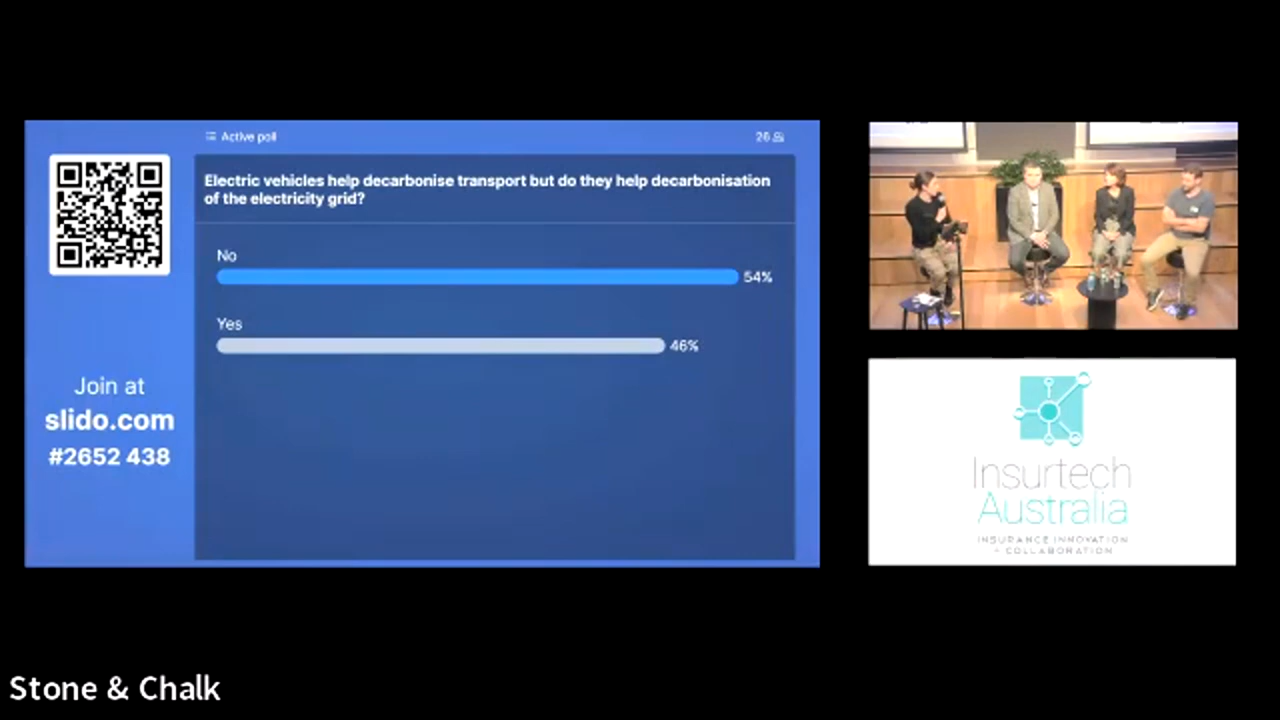 Active poll
26
Electric vehicles help decarbonise transport but do they help decarbonisation
of the electricity grid?
No
54%
Yes
46%
Join at
slido.com
#2652 438
Insurtech
Australia
INSURANCE INNOVATION
+ COLLABORATION
Stone & Chalk